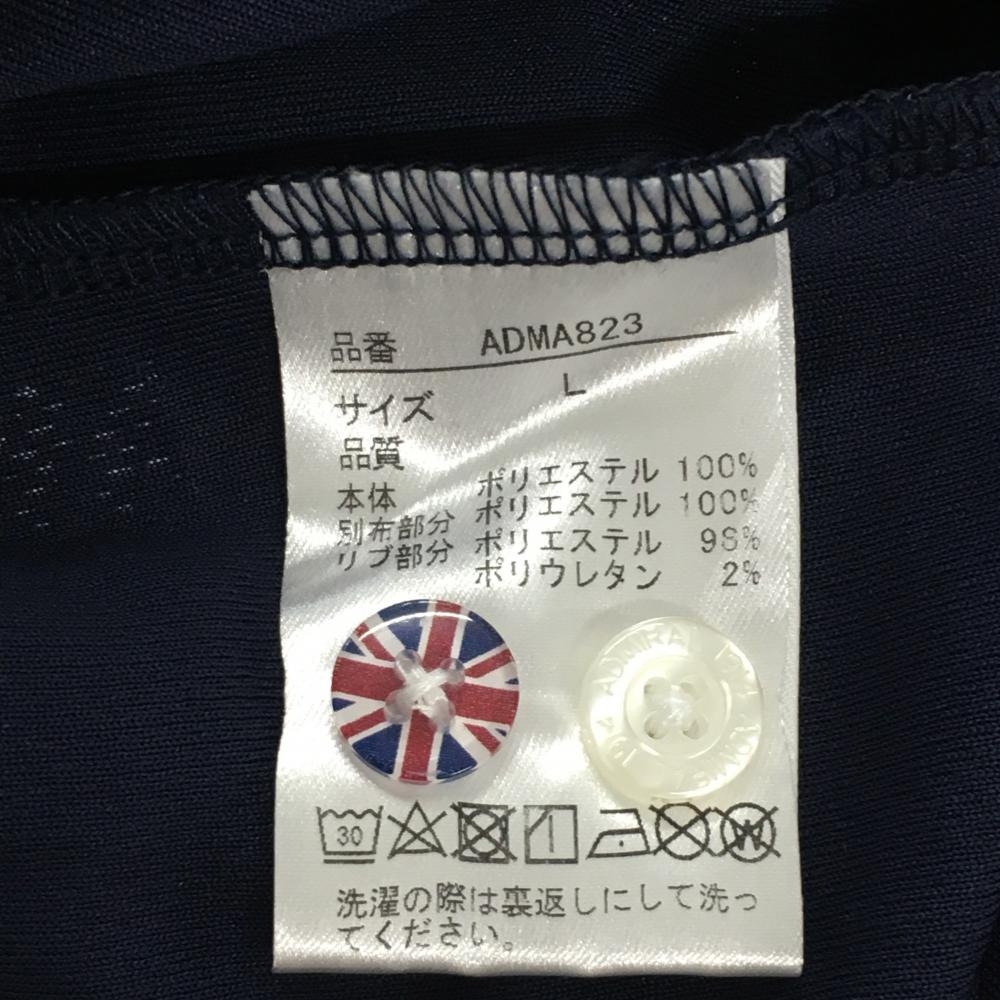 品番 ADMA823
サイズ L
品質
本体 ポリエステル 100%
別布部分 ポリエステル 100%
リブ部分 ポリエステル 98%
ポリウレタン 2%
ADMIRAL 1914
30
W
洗濯の際は裏返しにして洗っ
てください。